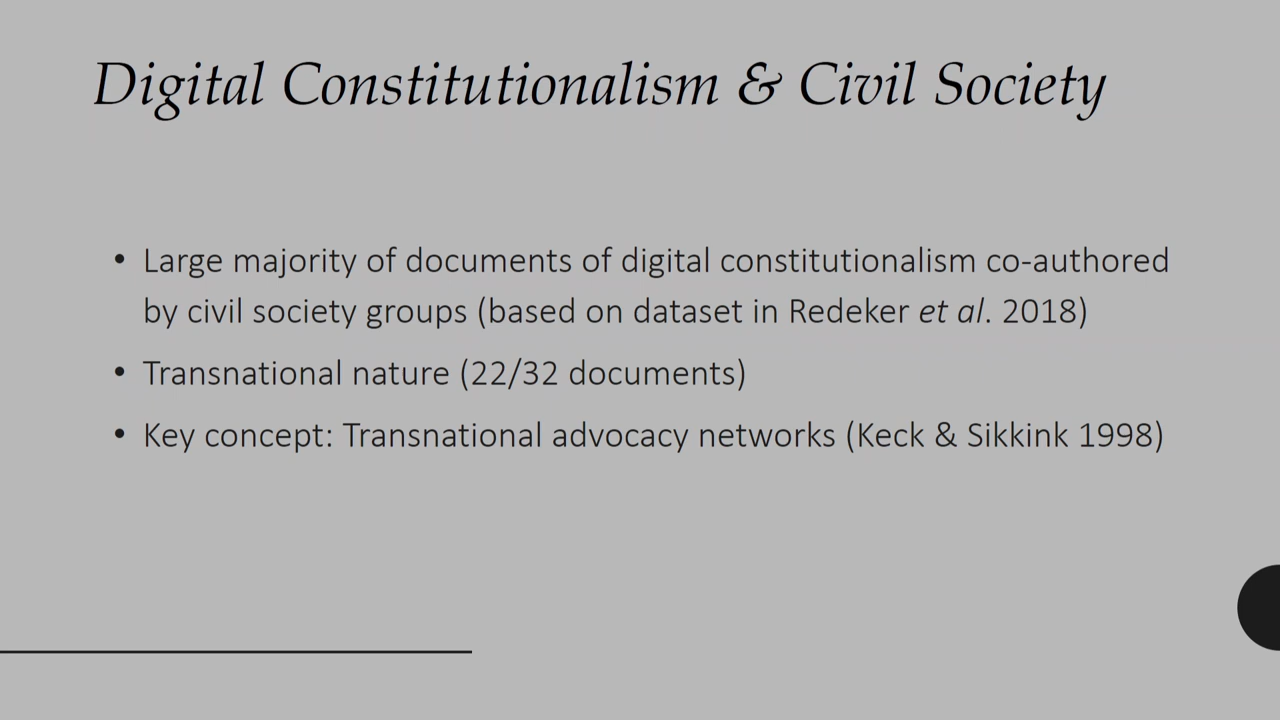 Digital Constitutionalism & Civil Society
• Large majority of documents of digital constitutionalism co-authored
by civil society groups (based on dataset in Redeker et al. 2018)
• Transnational nature (22/32 documents)
• Key concept: Transnational advocacy networks (Keck & Sikkink 1998)